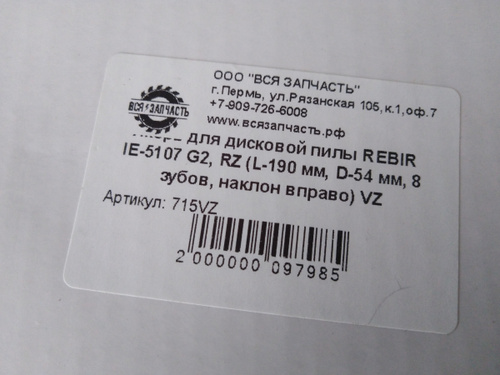 ООО "ВСЯ ЗАПЧАСТЬ"
г.Пермь, ул.Рязанская 105,к.1,оф.7
+7-909-726-6008
www.всязапчасть.рф
ВСЯ ЗАПЧАСТЬ
для дисковой пилы REBIR
IE-5107 G2, RZ (L-190 мм, D-54 мм, 8
зубов, наклон вправо) VZ
Артикул: 715VZ
2 000000 097985